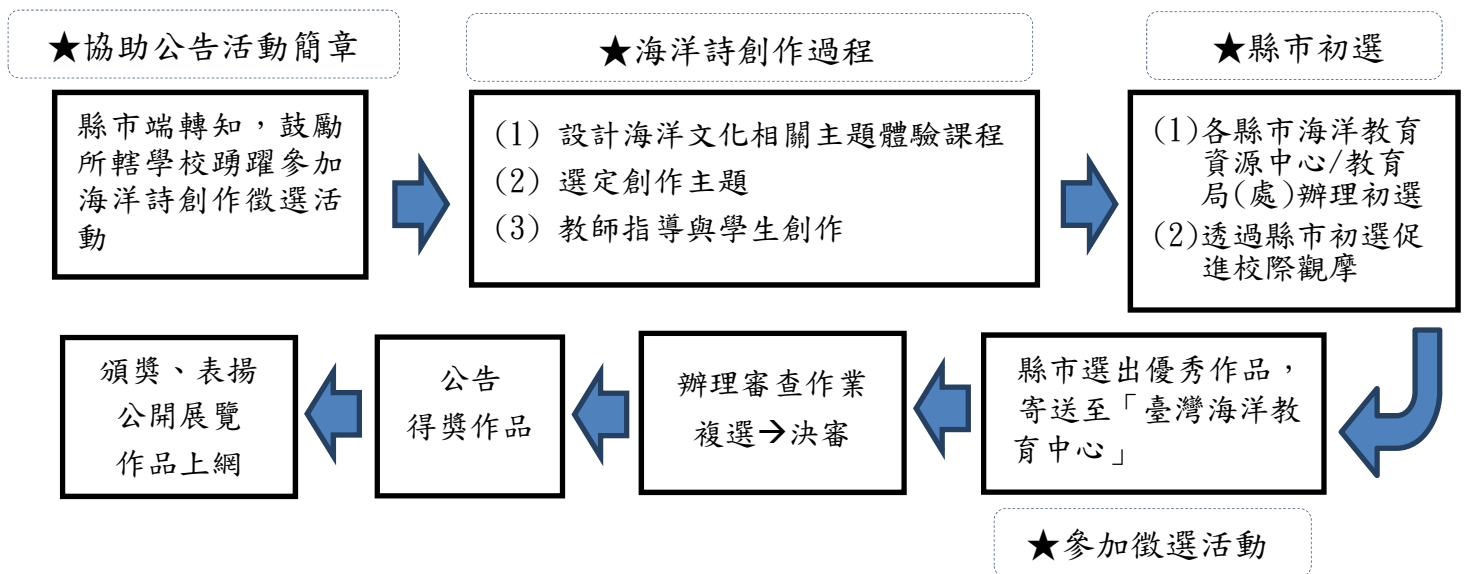 ★協助公告活動簡章
縣市端轉知，鼓勵
所轄學校踴躍參加
海洋詩創作徵選活
動
★海洋詩創作過程
(1) 設計海洋文化相關主題體驗課程
(2) 選定創作主題
(3) 教師指導與學生創作
★縣市初選
(1)各縣市海洋教育
資源中心/教育
局(處)辦理初選
(2)透過縣市初選促
進校際觀摩
縣市選出優秀作品，
寄送至「臺灣海洋教
育中心」
★參加徵選活動
辦理審查作業
複選→決審
公告
得獎作品
頒獎、表揚
公開展覽
作品上網